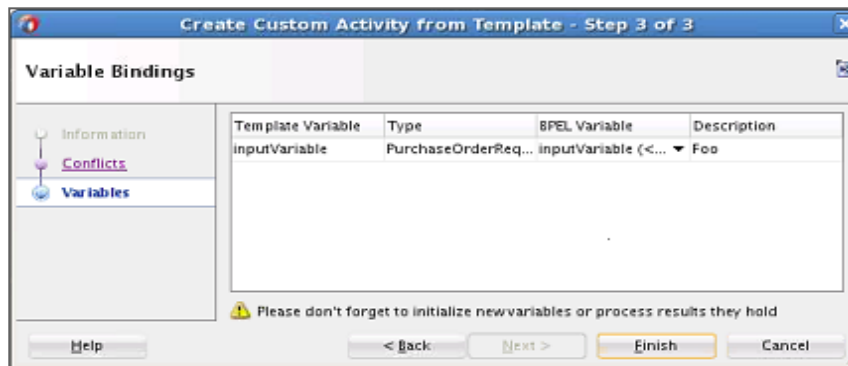 Create Custom Activity from Template - Step 3 of 3
Variable Bindings
Information
Conflicts
Variables
Template Variable Type BPEL Variable Description
inputVariable PurchaseOrderReq... inputVariable (<... Foo
Please don't forget to initialize new variables or process results they hold
Help < Back Next > Finish Cancel